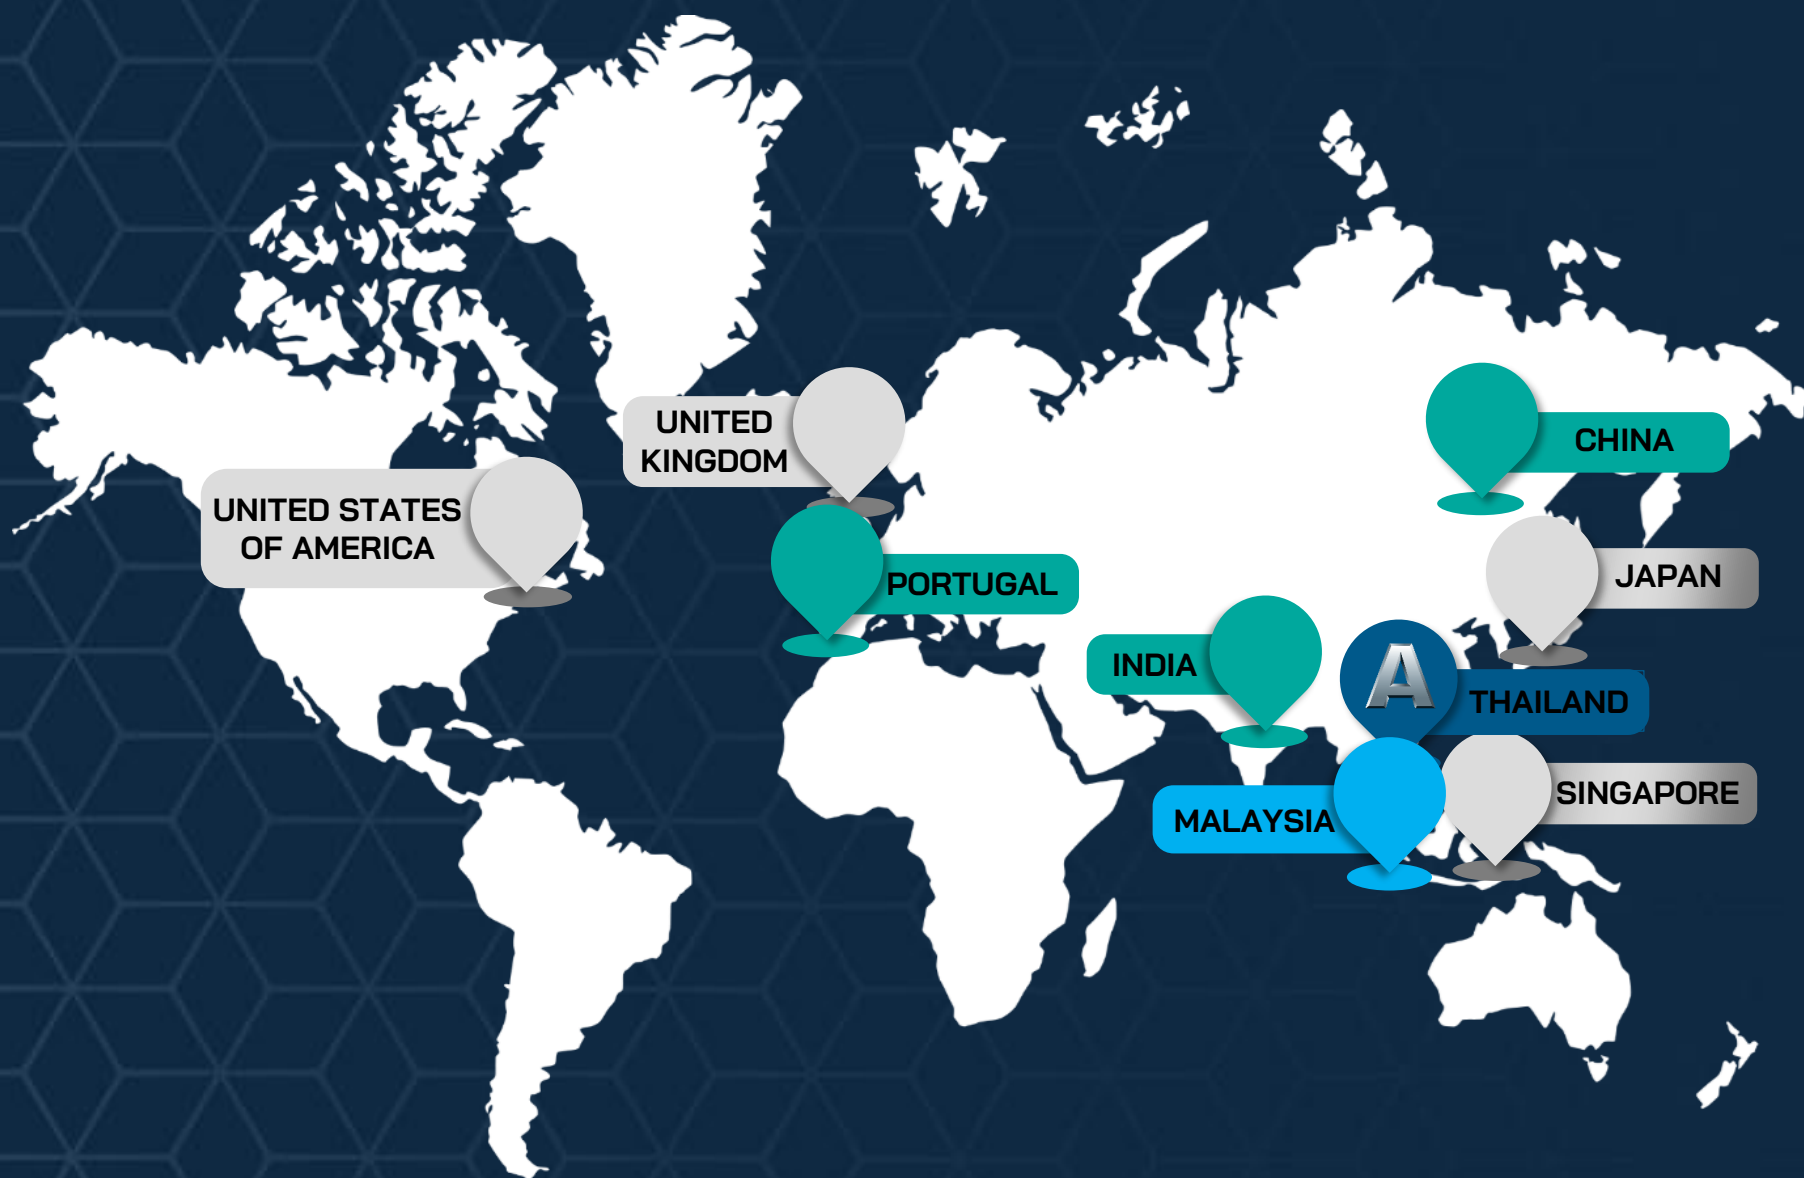 UNITED
KINGDOM
CHINA
UNITED STATES
OF AMERICA
PORTUGAL
JAPAN
INDIA
A
THAILAND
SINGAPORE
MALAYSIA